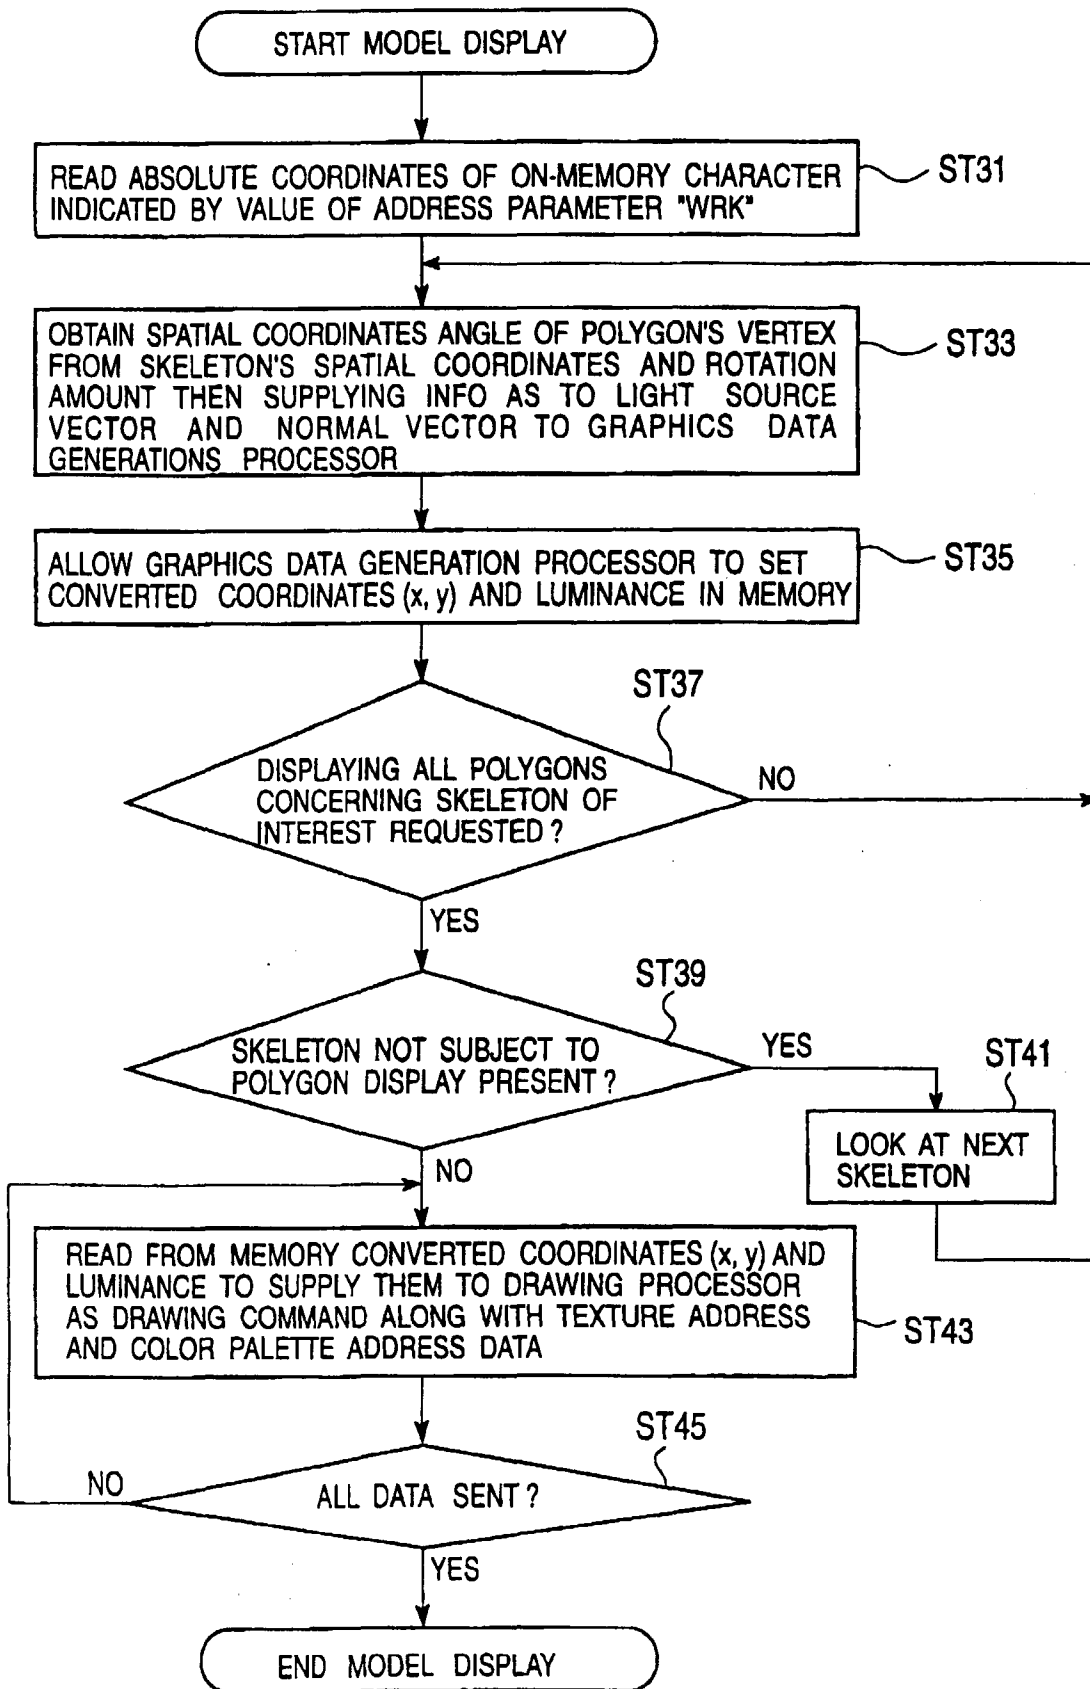 START MODEL DISPLAY
READ ABSOLUTE COORDINATES OF ON-MEMORY CHARACTER
INDICATED BY VALUE OF ADDRESS PARAMETER "WRK"
ST31
OBTAIN SPATIAL COORDINATES ANGLE OF POLYGON'S VERTEX
FROM SKELETON'S SPATIAL COORDINATES AND ROTATION
AMOUNT THEN SUPPLYING INFO AS TO LIGHT SOURCE
VECTOR AND NORMAL VECTOR TO GRAPHICS DATA
GENERATIONS PROCESSOR
ST33
ALLOW GRAPHICS DATA GENERATION PROCESSOR TO SET
CONVERTED COORDINATES (x, y) AND LUMINANCE IN MEMORY
ST35
ST37
DISPLAYING ALL POLYGONS
CONCERNING SKELETON OF
INTEREST REQUESTED ?
NO
YES
ST39
SKELETON NOT SUBJECT TO
POLYGON DISPLAY PRESENT ?
YES
ST41
LOOK AT NEXT
SKELETON
NO
READ FROM MEMORY CONVERTED COORDINATES (x, y) AND
LUMINANCE TO SUPPLY THEM TO DRAWING PROCESSOR
AS DRAWING COMMAND ALONG WITH TEXTURE ADDRESS
AND COLOR PALETTE ADDRESS DATA
ST43
ST45
NO
ALL DATA SENT ?
YES
END MODEL DISPLAY